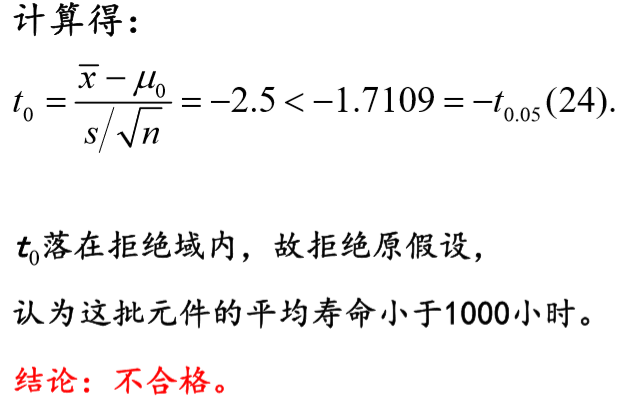 计算得：
t₀ = (x̄ − μ₀) / (s/√n) = −2.5 < −1.7109 = −t₀.₀₅(24).
t₀落在拒绝域内，故拒绝原假设，
认为这批元件的平均寿命小于1000小时。
结论：不合格。